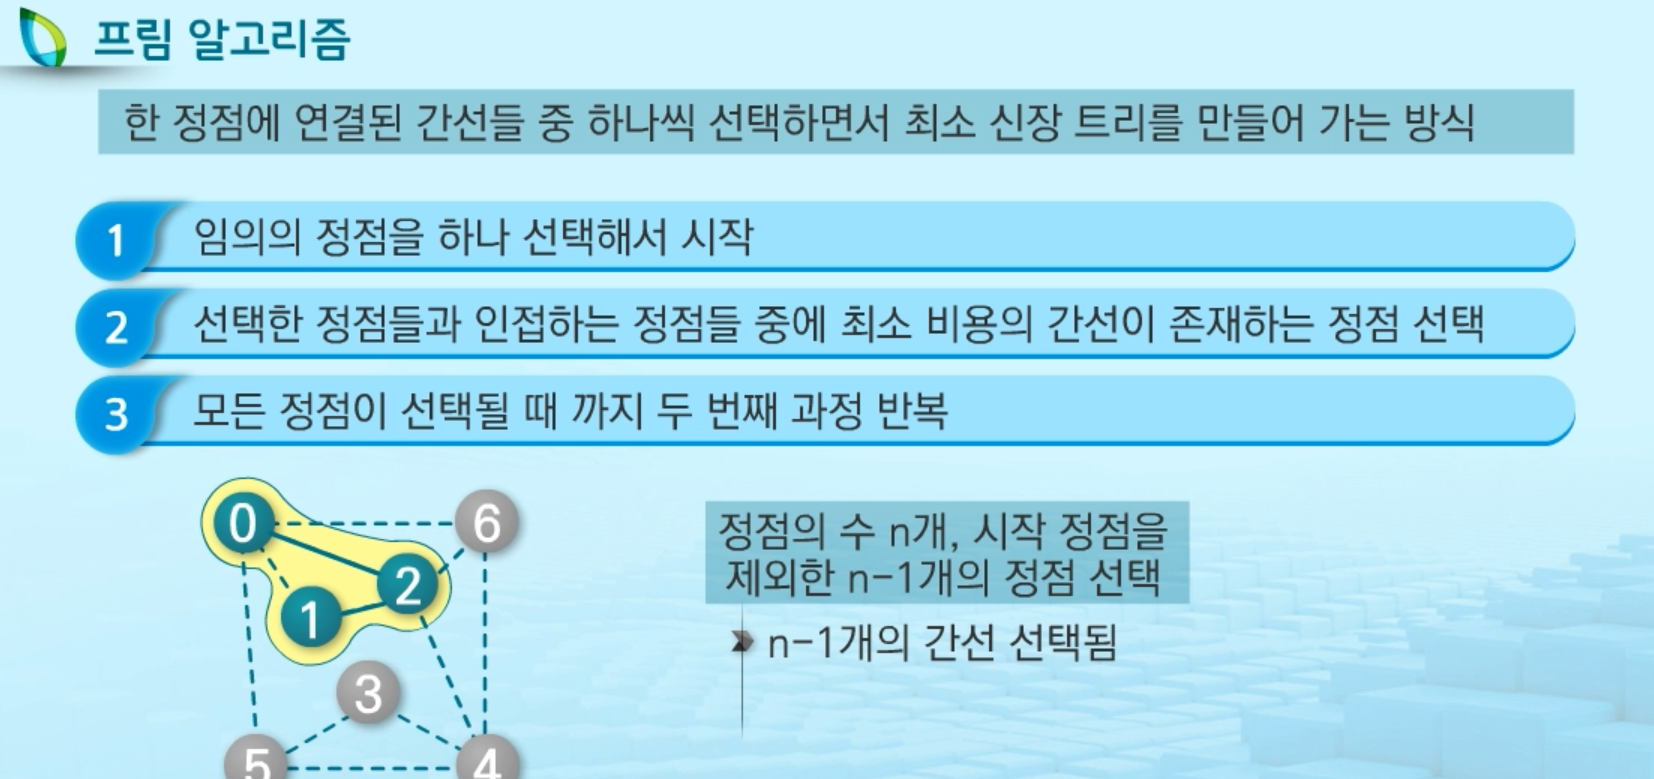 프림 알고리즘
한 정점에 연결된 간선들 중 하나씩 선택하면서 최소 신장 트리를 만들어 가는 방식
1 임의의 정점을 하나 선택해서 시작
2 선택한 정점들과 인접하는 정점들 중에 최소 비용의 간선이 존재하는 정점 선택
3 모든 정점이 선택될 때 까지 두 번째 과정 반복
0
6
2
1
3
5
4
정점의 수 n개, 시작 정점을
제외한 n-1개의 정점 선택
n-1개의 간선 선택됨